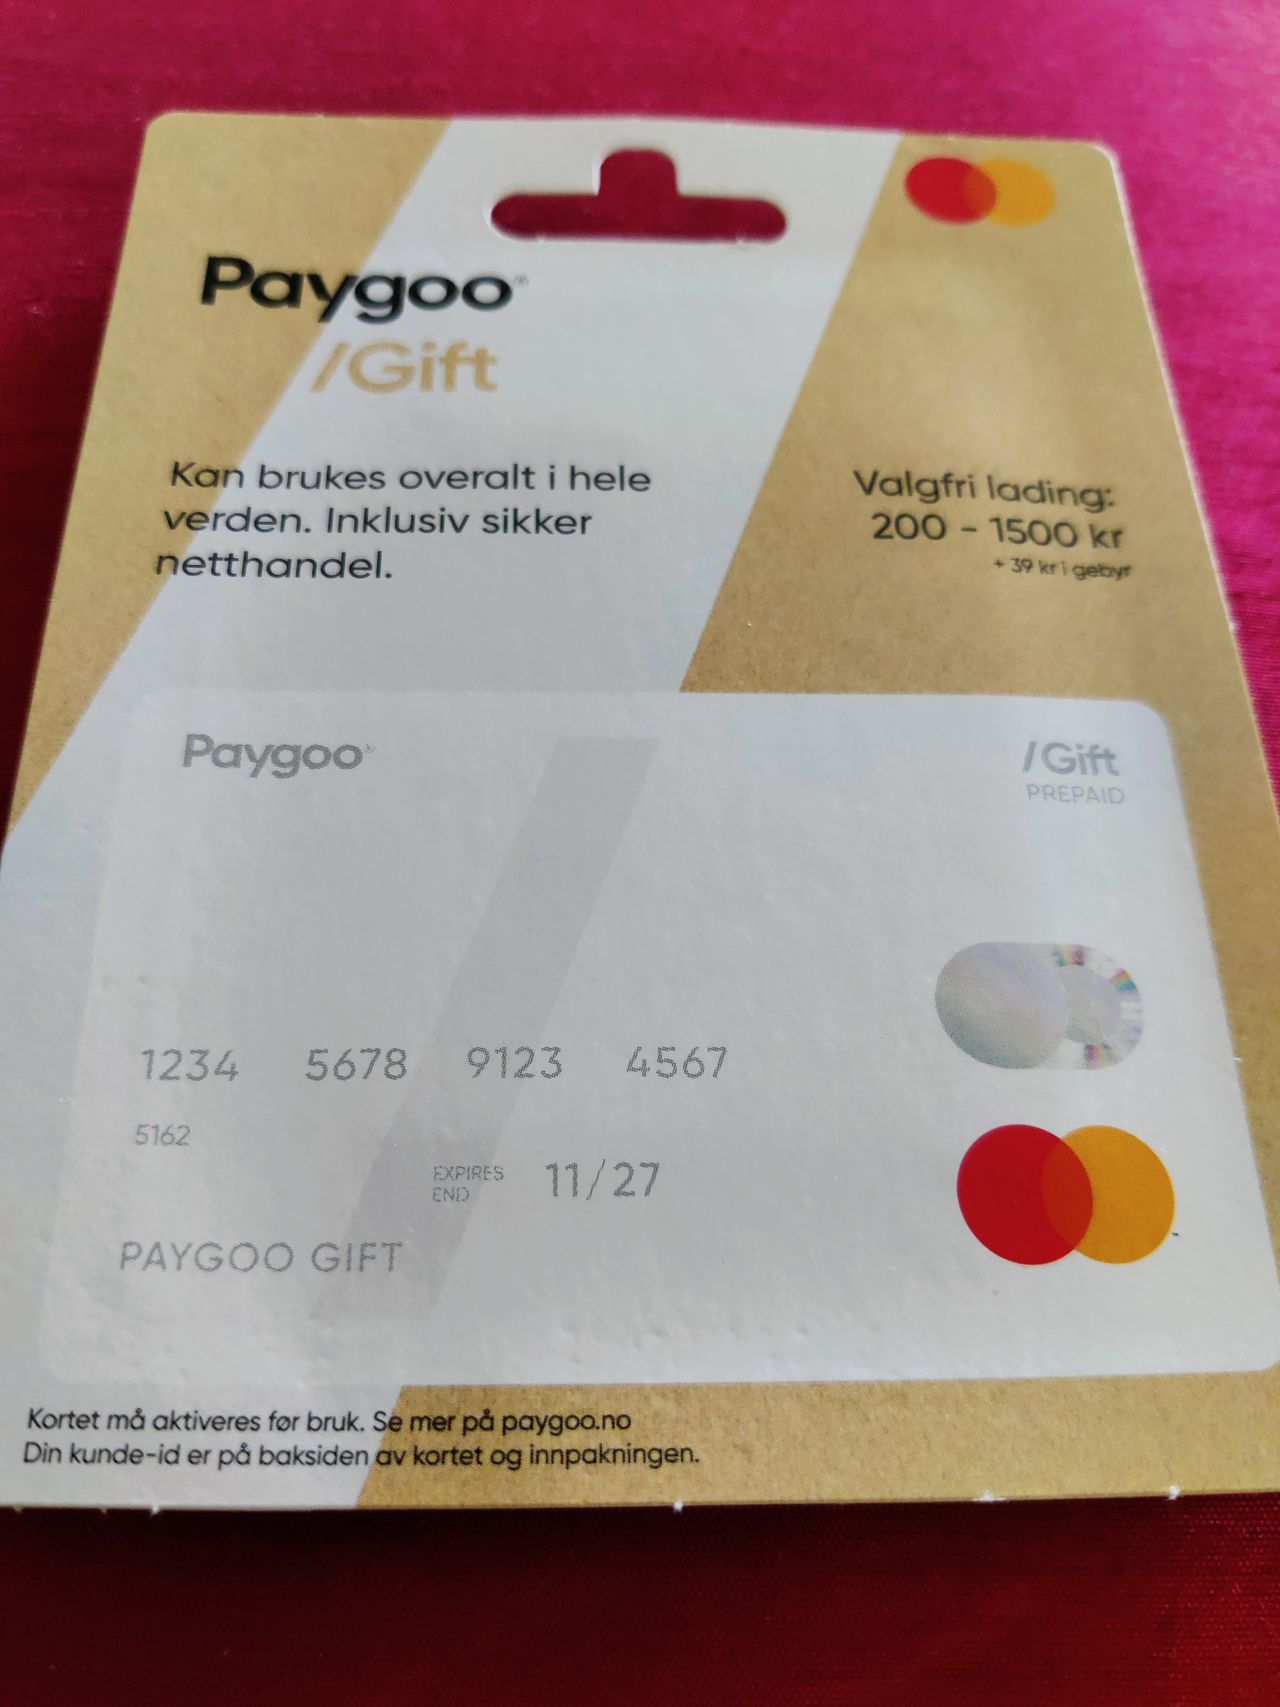 Paygoo®
/Gift
Kan brukes overalt i hele
verden. Inklusiv sikker
netthandel.
Valgfri lading:
200 - 1500 kr
+ 39 kr i gebyr
Paygoo®
/Gift
PREPAID
1234 5678 9123 4567
5162
EXPIRES
END
11/27
PAYGOO GIFT
Kortet må aktiveres før bruk. Se mer på paygoo.no
Din kunde-id er på baksiden av kortet og innpakningen.